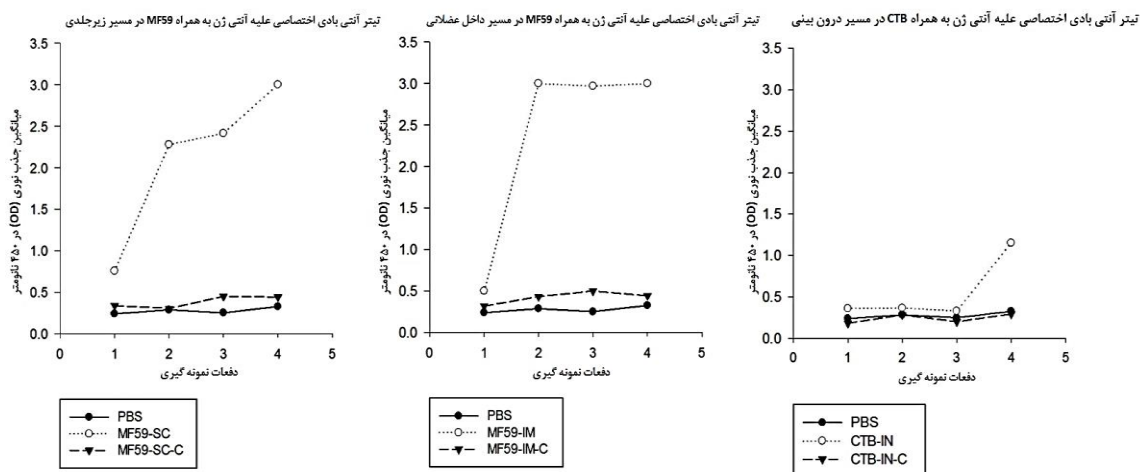 تیتر آنتی بادی اختصاصی علیه آنتی ژن به همراه MF59 در مسیر زیرجلدی
میانگین جذب نوری (OD) در ۴۵۰ نانومتر
3.5
3.0
2.5
2.0
1.5
1.0
0.5
0.0
0 1 2 3 4 5
دفعات نمونه گیری
PBS
MF59-SC
MF59-SC-C
تیتر آنتی بادی اختصاصی علیه آنتی ژن به همراه MF59 در مسیر داخل عضلانی
میانگین جذب نوری (OD) در ۴۵۰ نانومتر
3.5
3.0
2.5
2.0
1.5
1.0
0.5
0.0
0 1 2 3 4 5
دفعات نمونه گیری
PBS
MF59-IM
MF59-IM-C
تیتر آنتی بادی اختصاصی علیه آنتی ژن به همراه CTB در مسیر درون بینی
میانگین جذب نوری (OD) در ۴۵۰ نانومتر
3.5
3.0
2.5
2.0
1.5
1.0
0.5
0.0
0 1 2 3 4 5
دفعات نمونه گیری
PBS
CTB-IN
CTB-IN-C